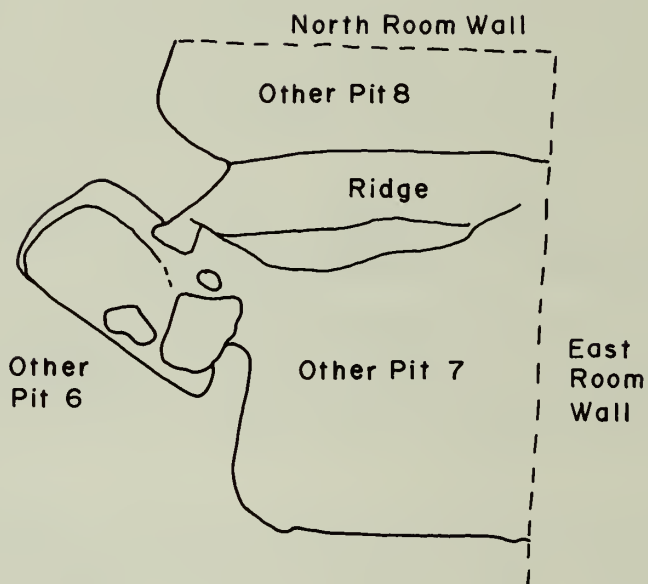 North Room Wall
Other Pit 8
Ridge
Other
Pit 6
Other Pit 7
East
Room
Wall